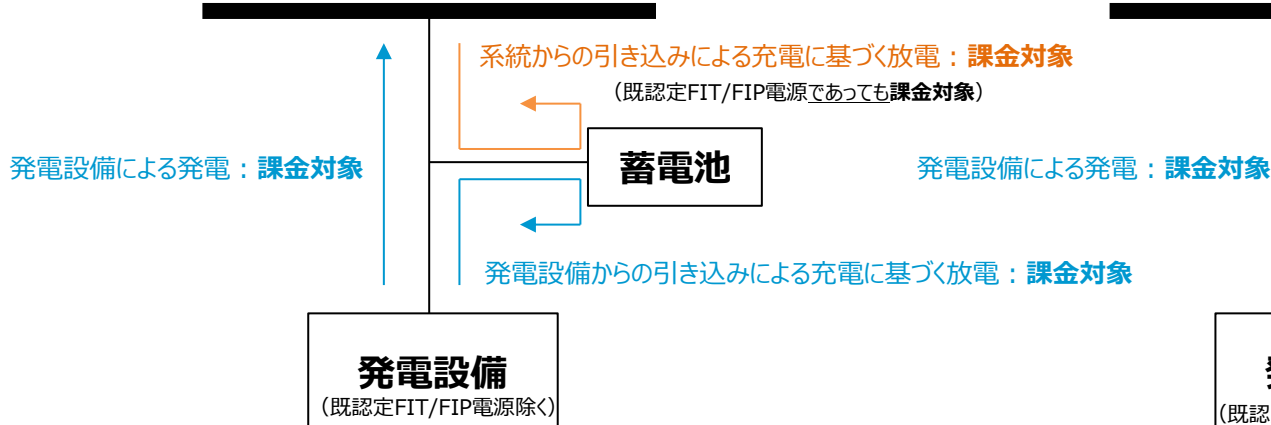 系統からの引き込みによる充電に基づく放電：課金対象
（既認定FIT/FIP電源であっても課金対象）
発電設備による発電：課金対象
蓄電池
発電設備による発電：課金対象
発電設備からの引き込みによる充電に基づく放電：課金対象
発電設備
（既認定FIT/FIP電源除く）
（既認